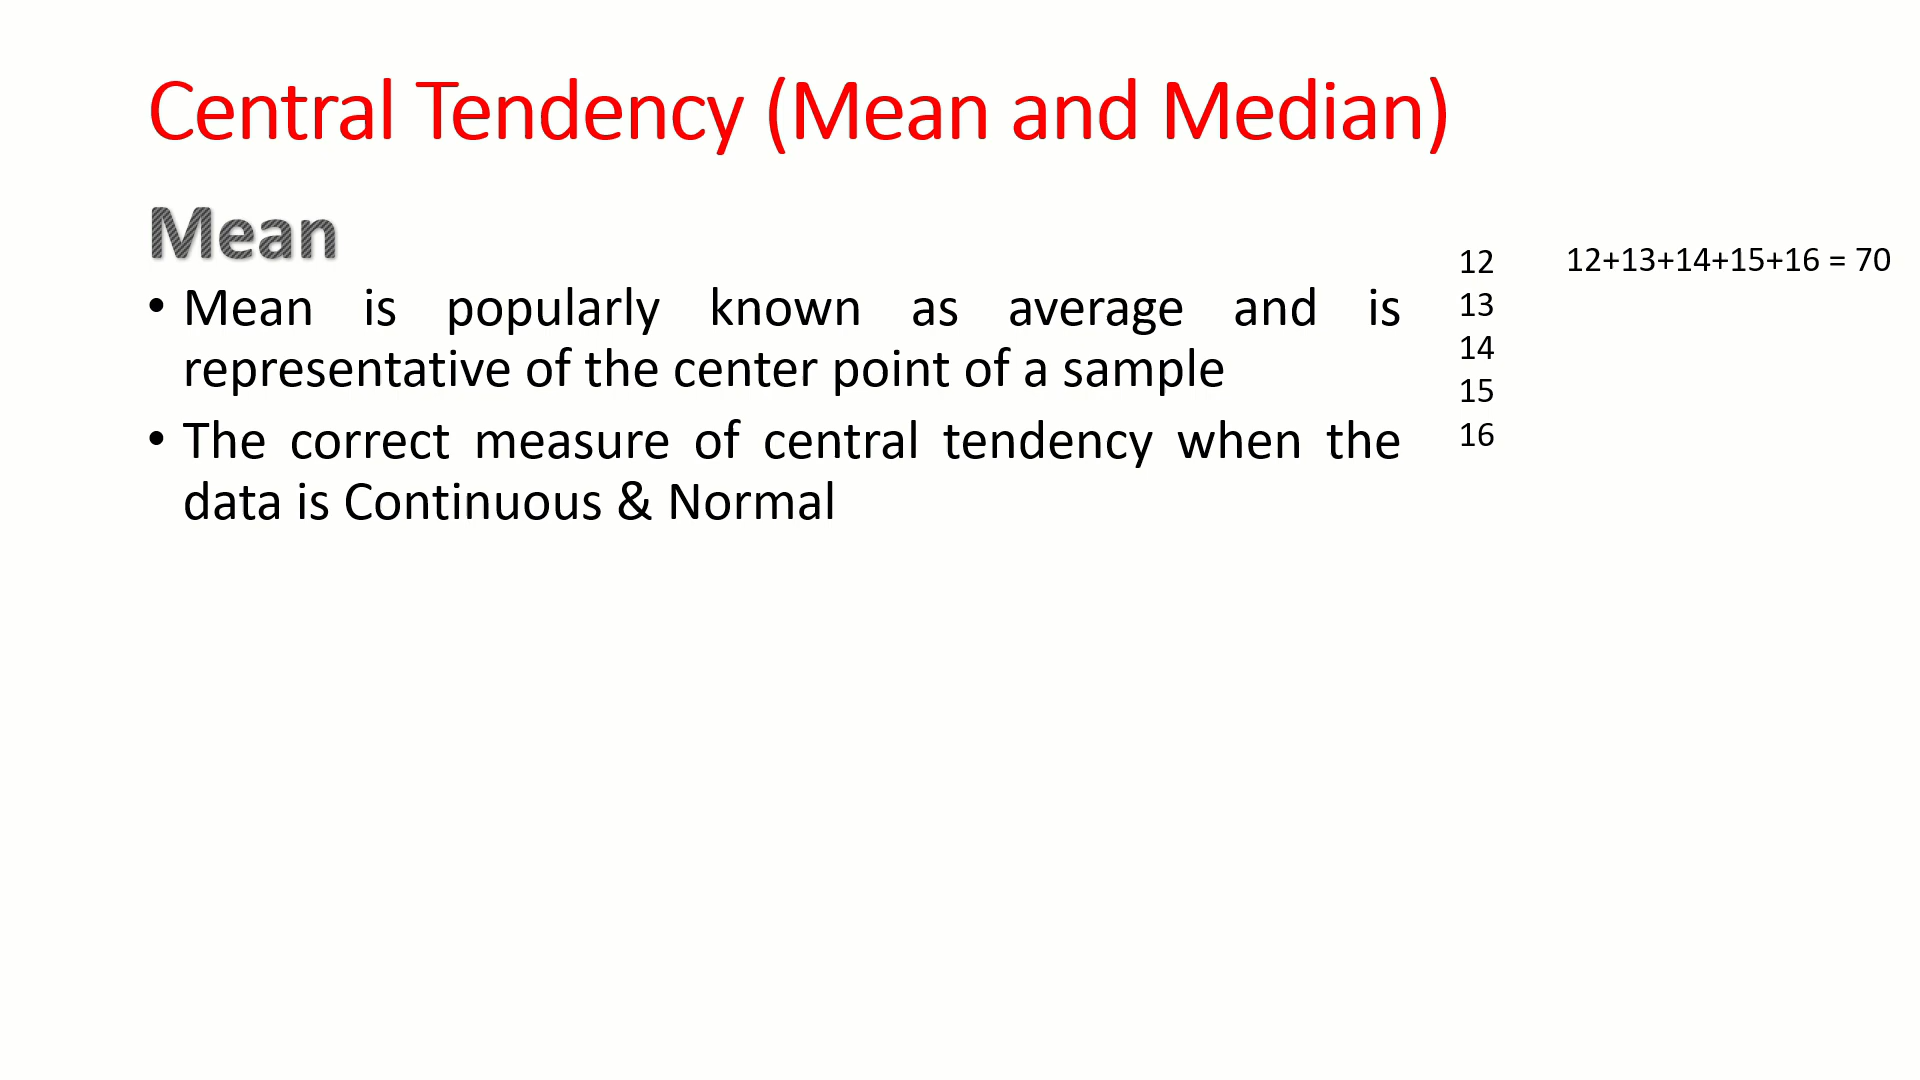 Central Tendency (Mean and Median)
Mean
• Mean is popularly known as average and is
representative of the center point of a sample
• The correct measure of central tendency when the
data is Continuous & Normal
12
13
14
15
16
12+13+14+15+16 = 70